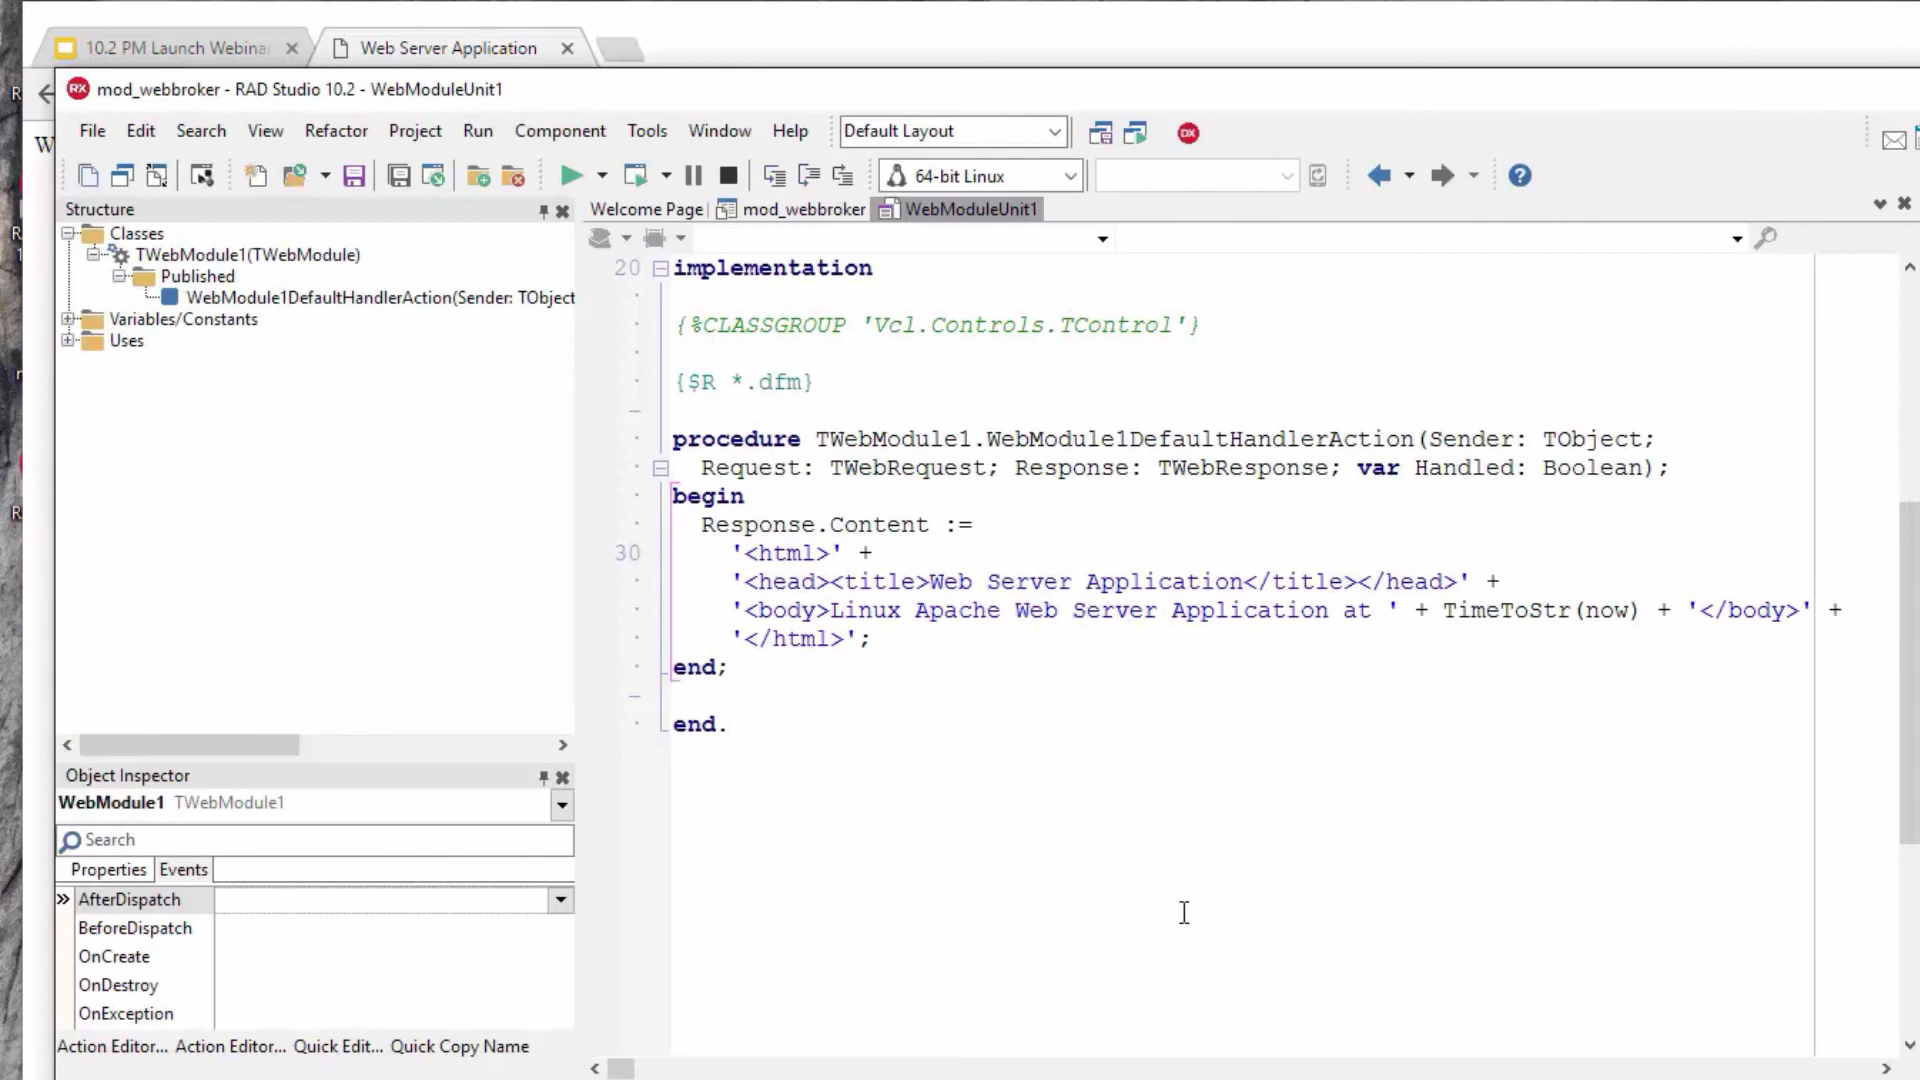 10.2 PM Launch Webinar
Web Server Application
mod_webbroker - RAD Studio 10.2 - WebModuleUnit1
File Edit Search View Refactor Project Run Component Tools Window Help
Default Layout
DX
64-bit Linux
Structure
Welcome Page
mod_webbroker
WebModuleUnit1
Classes
TWebModule1(TWebModule)
Published
WebModule1DefaultHandlerAction(Sender: TObject
Variables/Constants
Uses
20 implementation
{%CLASSGROUP 'Vcl.Controls.TControl'}
{$R *.dfm}
procedure TWebModule1.WebModule1DefaultHandlerAction(Sender: TObject;
Request: TWebRequest; Response: TWebResponse; var Handled: Boolean);
begin
Response.Content :=
30 '<html>' +
'<head><title>Web Server Application</title></head>' +
'<body>Linux Apache Web Server Application at ' + TimeToStr(now) + '</body>' +
'</html>';
end;
end.
Object Inspector
WebModule1 TWebModule1
Search
Properties Events
AfterDispatch
BeforeDispatch
OnCreate
OnDestroy
OnException
Action Editor... Action Editor... Quick Edit... Quick Copy Name